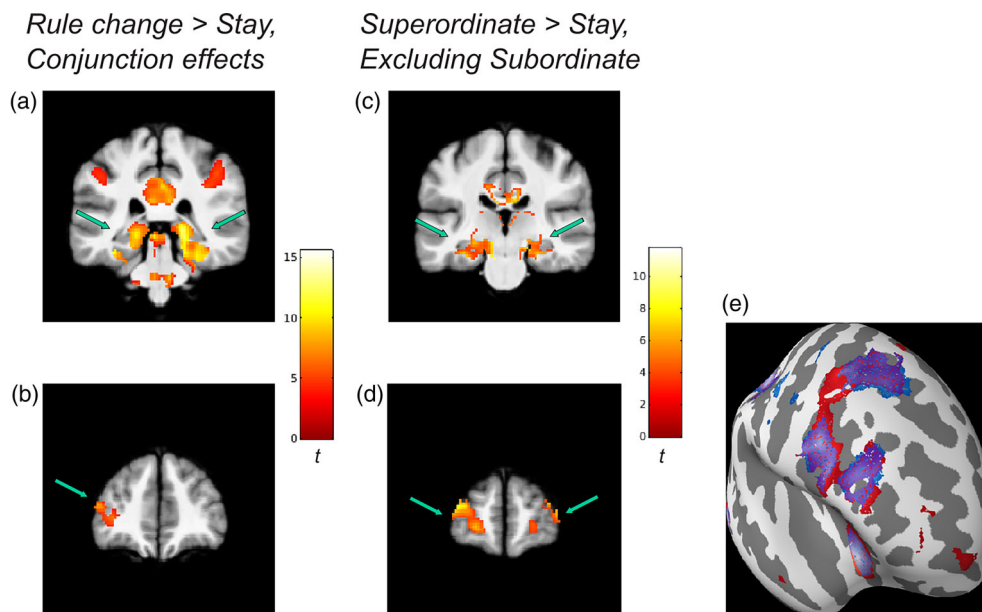 Rule change > Stay,
Conjunction effects
Superordinate > Stay,
Excluding Subordinate
(a)
(c)
15
10
5
0
t
10
8
6
4
2
0
t
(e)
(b)
(d)